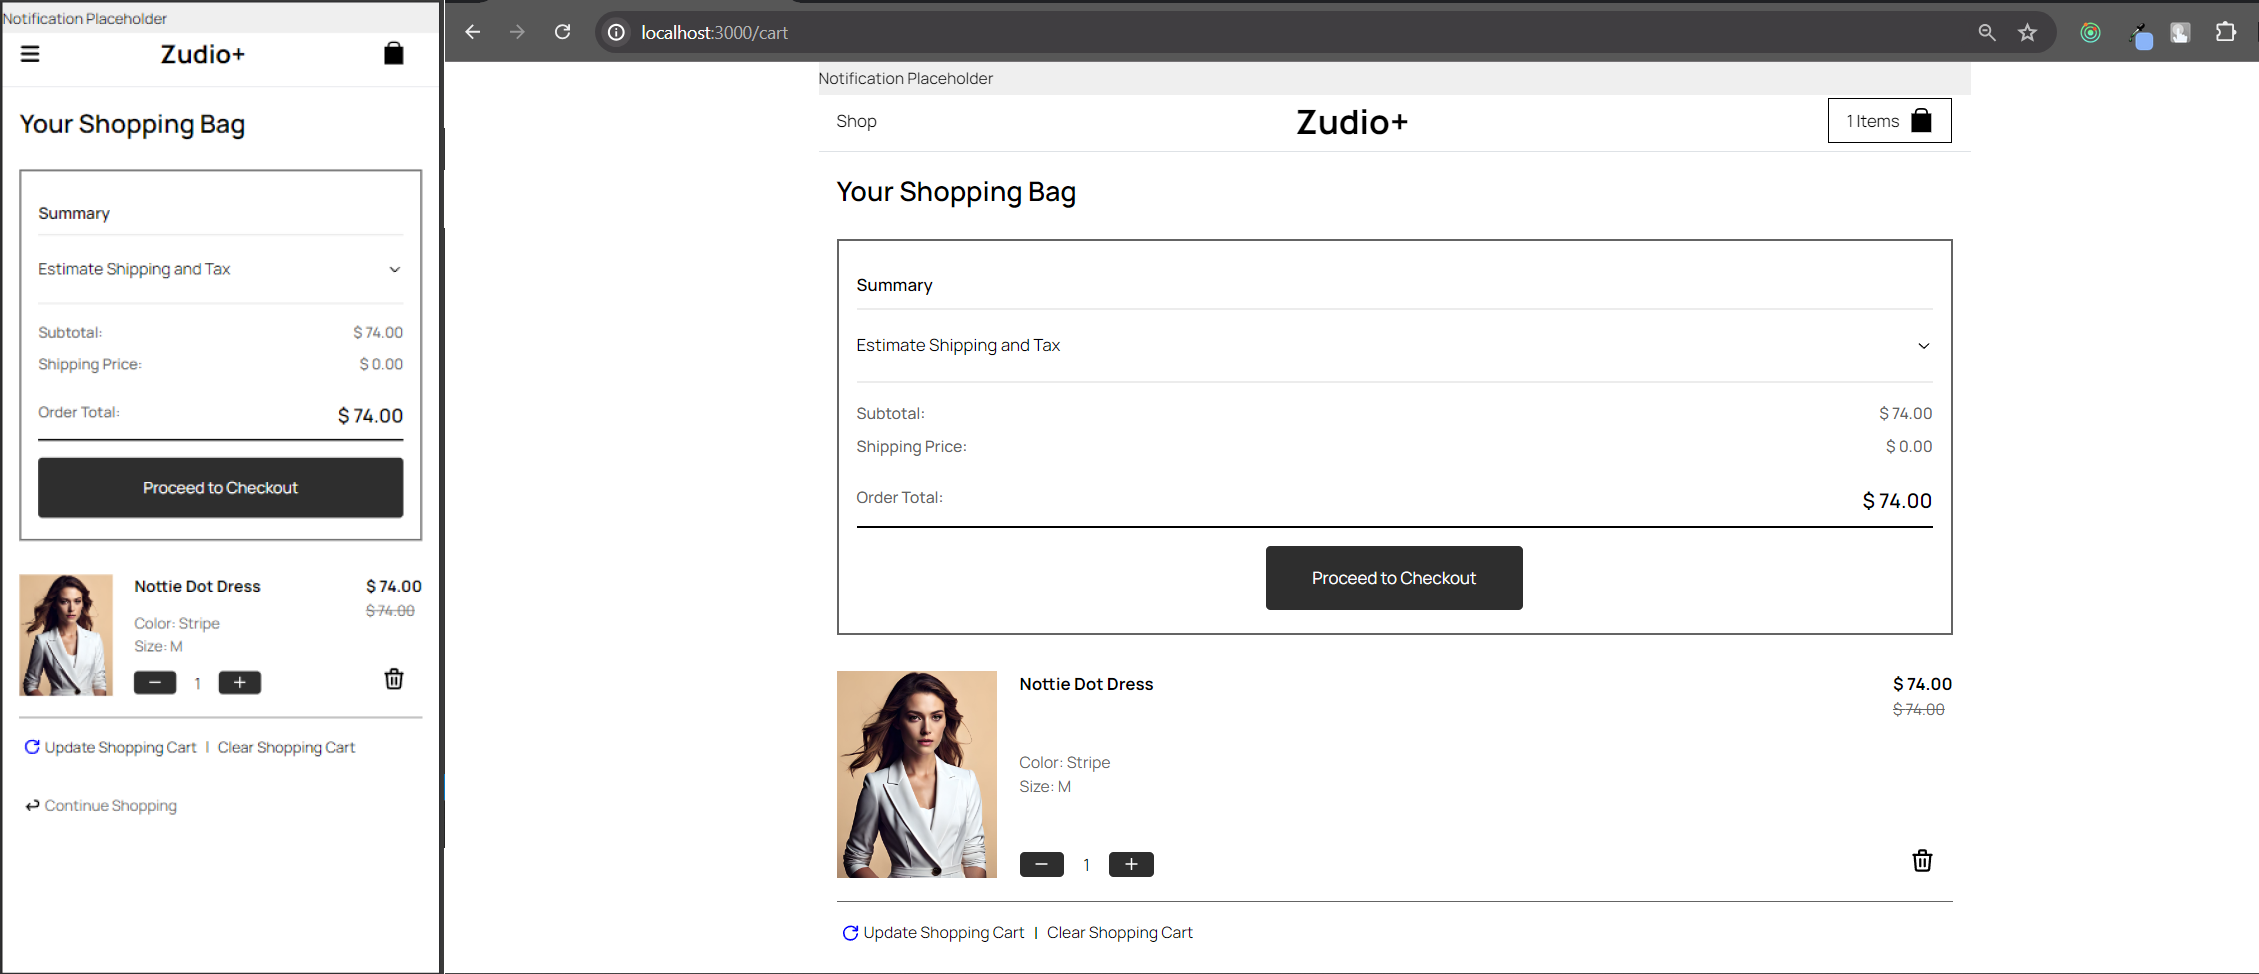 Notification Placeholder
Zudio+
Your Shopping Bag
Summary
Estimate Shipping and Tax
Subtotal: $ 74.00
Shipping Price: $ 0.00
Order Total: $ 74.00
Proceed to Checkout
Nottie Dot Dress $ 74.00
$ 74.00
Color: Stripe
Size: M
1
Update Shopping Cart | Clear Shopping Cart
Continue Shopping
localhost:3000/cart
Notification Placeholder
Shop Zudio+ 1 Items
Your Shopping Bag
Summary
Estimate Shipping and Tax
Subtotal: $ 74.00
Shipping Price: $ 0.00
Order Total: $ 74.00
Proceed to Checkout
Nottie Dot Dress $ 74.00
$ 74.00
Color: Stripe
Size: M
1
Update Shopping Cart | Clear Shopping Cart